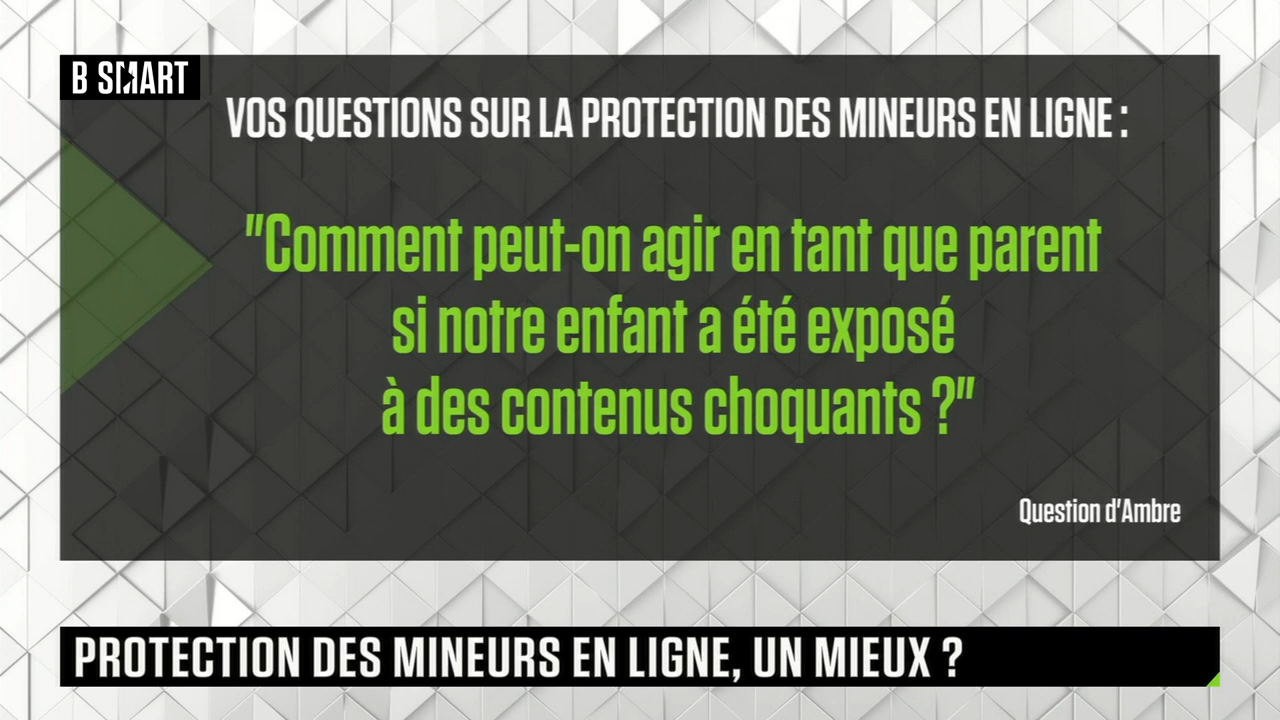 B SMART
VOS QUESTIONS SUR LA PROTECTION DES MINEURS EN LIGNE :
"Comment peut-on agir en tant que parent
si notre enfant a été exposé
à des contenus choquants ?"
Question d'Ambre
PROTECTION DES MINEURS EN LIGNE, UN MIEUX ?